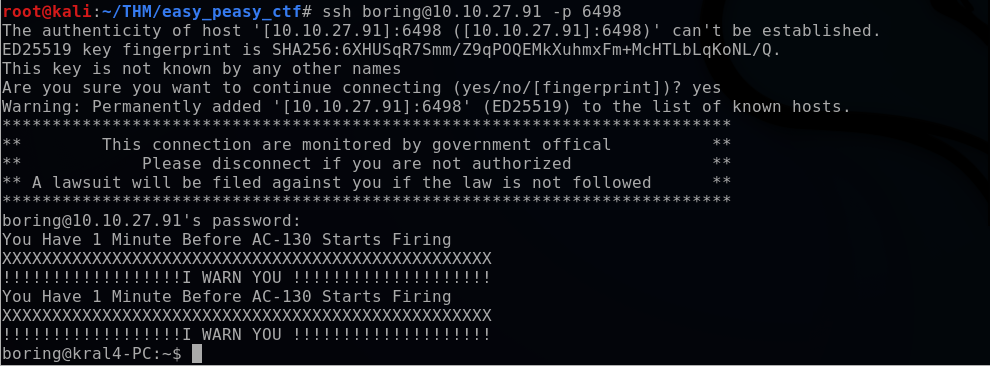 root@kali:~/THM/easy_peasy_ctf# ssh boring@10.10.27.91 -p 6498
The authenticity of host '[10.10.27.91]:6498 ([10.10.27.91]:6498)' can't be established.
ED25519 key fingerprint is SHA256:6XHUSqR7Smm/Z9qPOQEMkXuhmxFm+McHTLbLqKoNL/Q.
This key is not known by any other names
Are you sure you want to continue connecting (yes/no/[fingerprint])? yes
Warning: Permanently added '[10.10.27.91]:6498' (ED25519) to the list of known hosts.
*************************************************************************
**        This connection are monitored by government offical          **
**            Please disconnect if you are not authorized              **
** A lawsuit will be filed against you if the law is not followed      **
*************************************************************************
boring@10.10.27.91's password:
You Have 1 Minute Before AC-130 Starts Firing
XXXXXXXXXXXXXXXXXXXXXXXXXXXXXXXXXXXXXXXXXXXXXXXXX
!!!!!!!!!!!!!!!!!!I WARN YOU !!!!!!!!!!!!!!!!!!!!
You Have 1 Minute Before AC-130 Starts Firing
XXXXXXXXXXXXXXXXXXXXXXXXXXXXXXXXXXXXXXXXXXXXXXXXX
!!!!!!!!!!!!!!!!!!I WARN YOU !!!!!!!!!!!!!!!!!!!!
boring@kral4-PC:~$